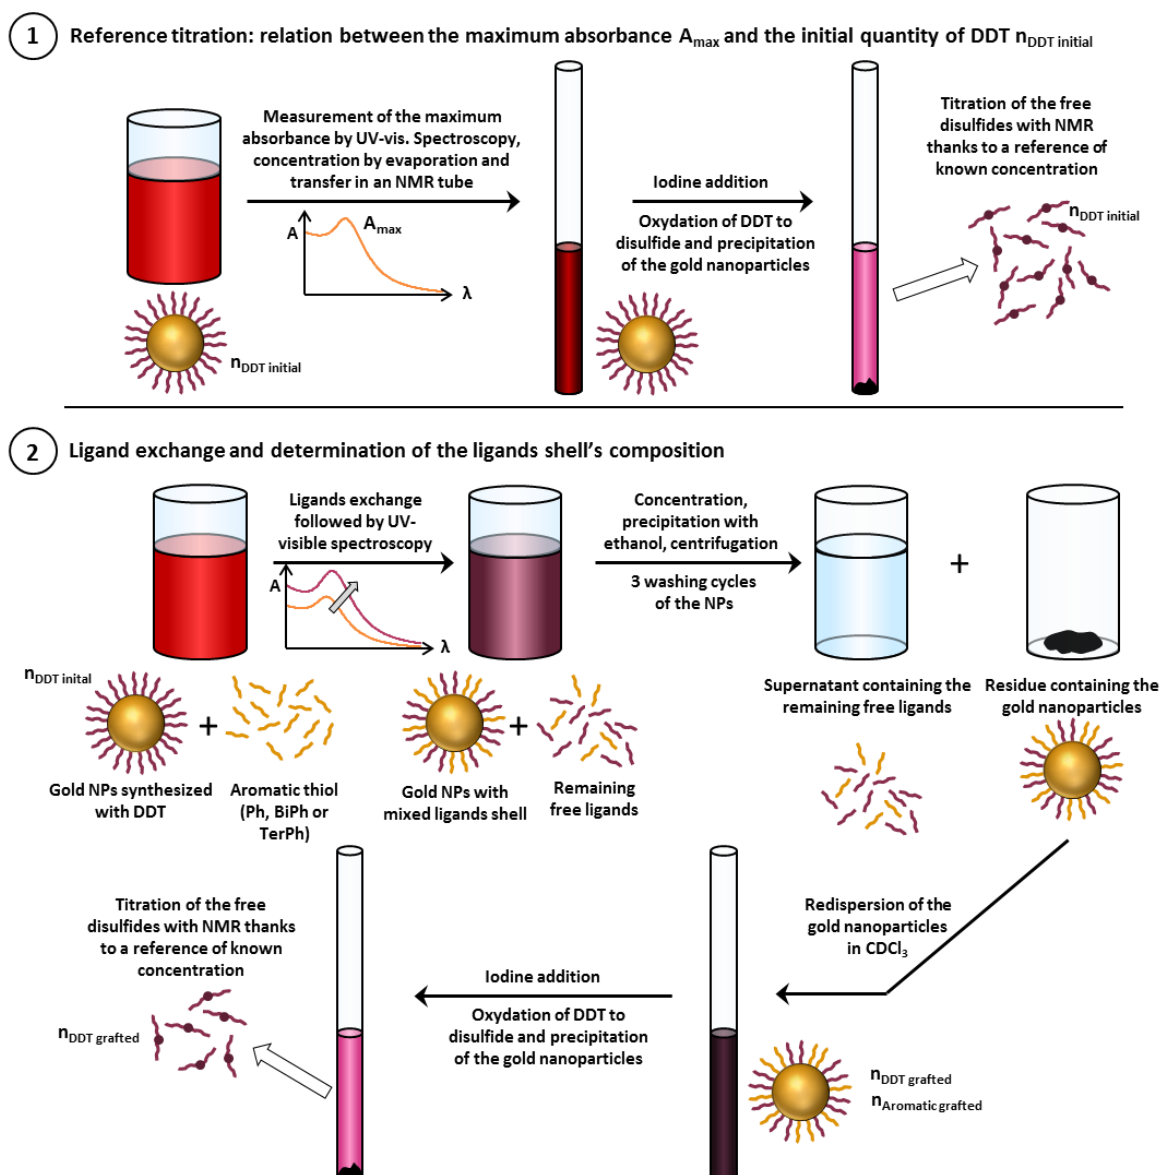 1
Reference titration: relation between the maximum absorbance Amax and the initial quantity of DDT nDDT initial
Measurement of the maximum
absorbance by UV-vis. Spectroscopy,
concentration by evaporation and
transfer in an NMR tube
A
Amax
λ
nDDT initial
Iodine addition
Oxydation of DDT to
disulfide and precipitation
of the gold nanoparticles
Titration of the free
disulfides with NMR
thanks to a reference of
known concentration
nDDT initial
2
Ligand exchange and determination of the ligands shell's composition
Ligands exchange
followed by UV-
visible spectroscopy
A
λ
Concentration,
precipitation with
ethanol, centrifugation
3 washing cycles
of the NPs
+
nDDT inital
+
Gold NPs synthesized
with DDT
Aromatic thiol
(Ph, BiPh or
TerPh)
+
Gold NPs with
mixed ligands shell
Remaining
free ligands
Supernatant containing the
remaining free ligands
Residue containing the
gold nanoparticles
Redispersion of the
gold nanoparticles
in CDCl3
nDDT grafted
nAromatic grafted
Iodine addition
Oxydation of DDT to
disulfide and precipitation
of the gold nanoparticles
Titration of the free
disulfides with NMR thanks
to a reference of known
concentration
nDDT grafted